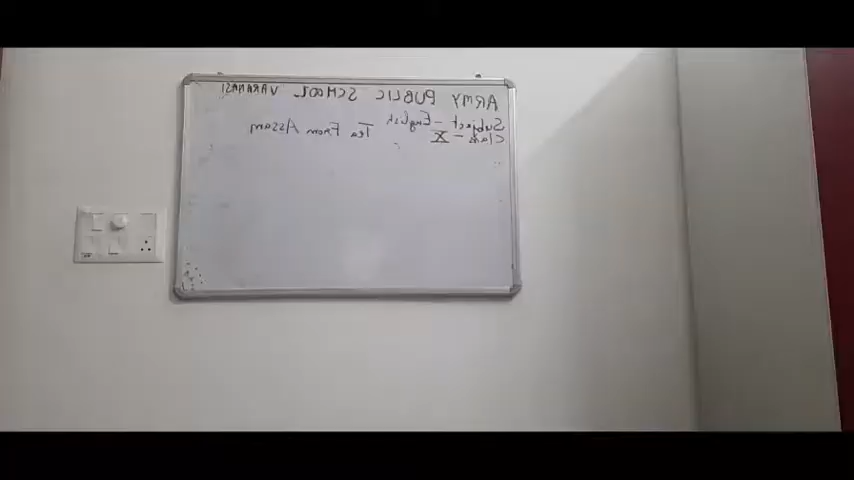 ARMY PUBLIC SCHOOL VARANASI
Subject - English
Class - X Tea From Assam